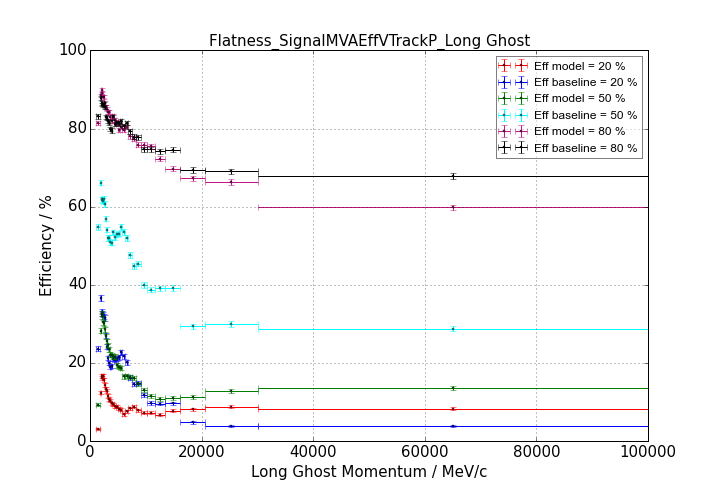 Flatness_SignalMVAEffVTrackP_Long Ghost
100
80
60
40
20
0
Efficiency / %
Eff model = 20 %
Eff baseline = 20 %
Eff model = 50 %
Eff baseline = 50 %
Eff model = 80 %
Eff baseline = 80 %
0 20000 40000 60000 80000 100000
Long Ghost Momentum / MeV/c